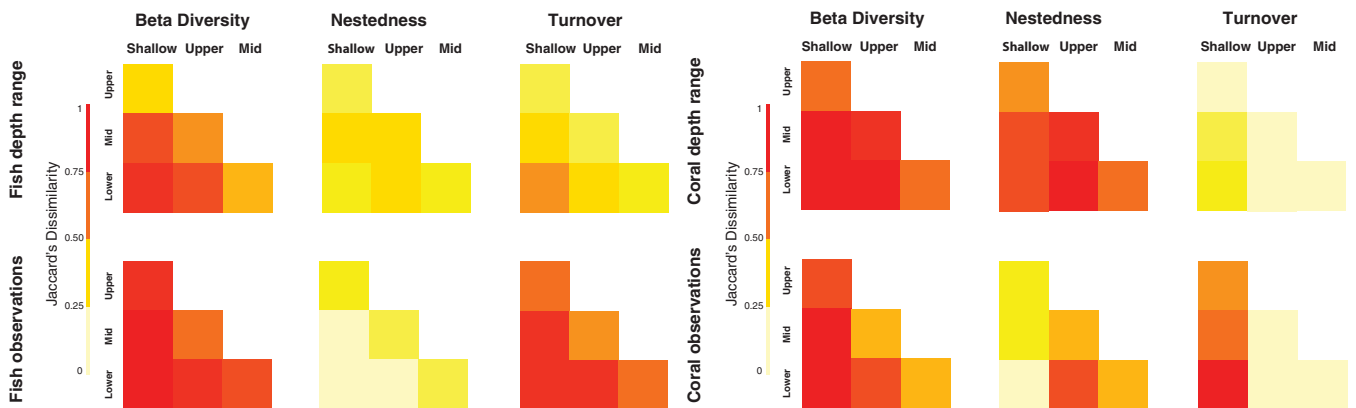 Beta Diversity Nestedness Turnover
Shallow Upper Mid Shallow Upper Mid Shallow Upper Mid
Fish depth range
Upper
Mid
Lower
Jaccard's Dissimilarity
1
0.75
0.50
0.25
0
Fish observations
Upper
Mid
Lower
Beta Diversity Nestedness Turnover
Shallow Upper Mid Shallow Upper Mid Shallow Upper Mid
Coral depth range
Upper
Mid
Lower
Jaccard's Dissimilarity
1
0.75
0.50
0.25
0
Coral observations
Upper
Mid
Lower